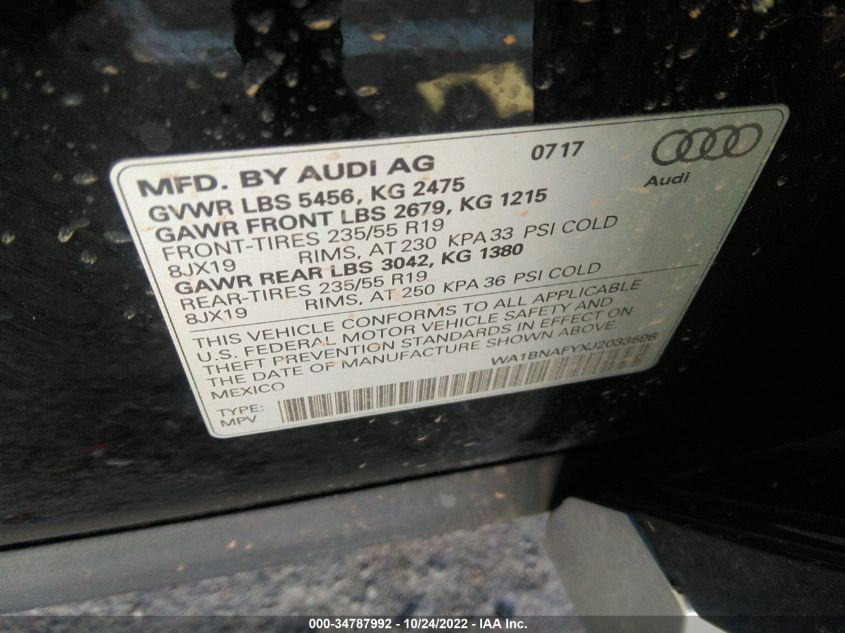 MFD. BY AUDi AG 0717
Audi
GVWR LBS 5456, KG 2475
GAWR FRONT LBS 2679, KG 1215
FRONT-TIRES 235/55 R19
8JX19 RIMS, AT 230 KPA 33 PSI COLD
GAWR REAR LBS 3042, KG 1380
REAR-TIRES 235/55 R19
8JX19 RIMS, AT 250 KPA 36 PSI COLD
THIS VEHICLE CONFORMS TO ALL APPLICABLE
U.S. FEDERAL MOTOR VEHICLE SAFETY AND
THEFT PREVENTION STANDARDS IN EFFECT ON
THE DATE OF MANUFACTURE SHOWN ABOVE.
MEXICO WA1BNAFYXJ2033596
TYPE:
MPV
000-34787992 - 10/24/2022 - IAA Inc.